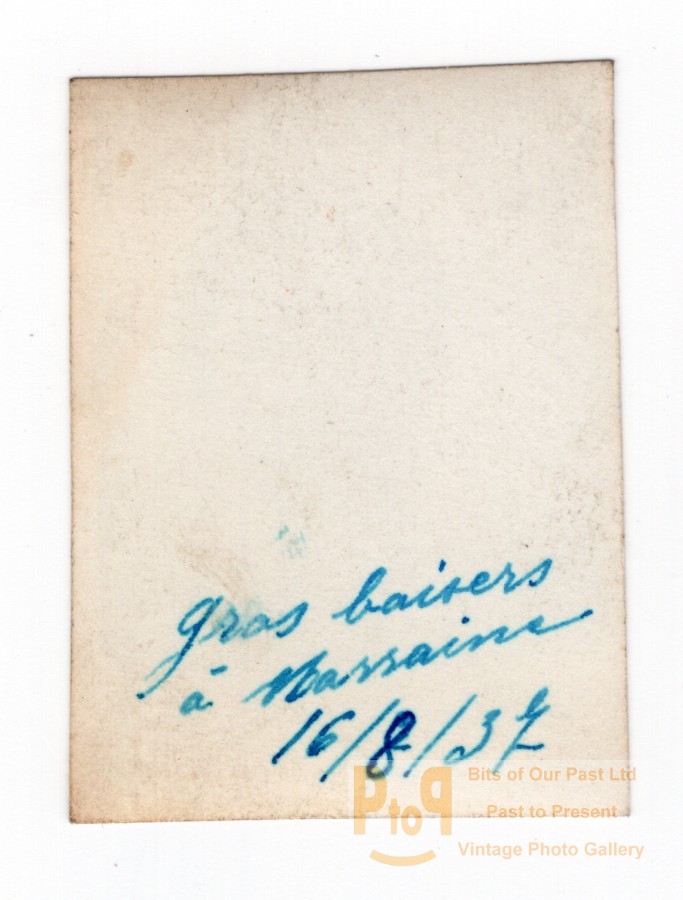 gros baisers
à Marraine
16/8/37
PtoP
Bits of Our Past Ltd
Past to Present
Vintage Photo Gallery